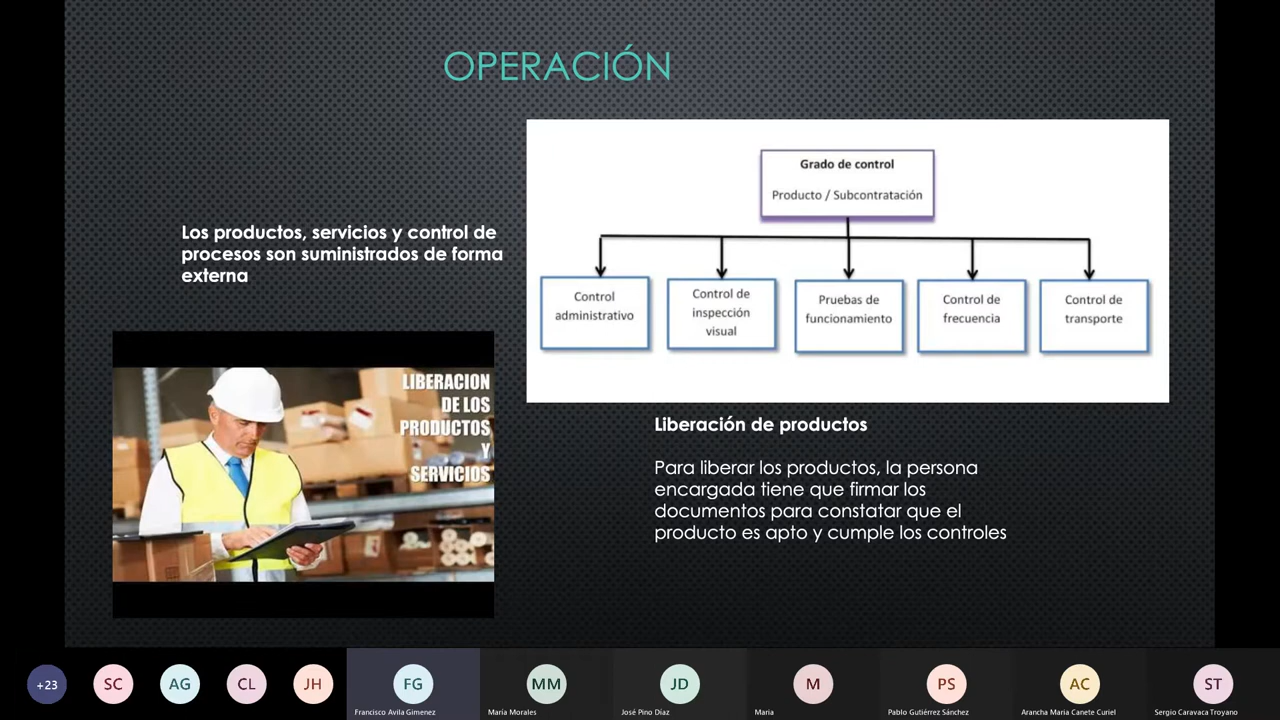 OPERACIÓN
Los productos, servicios y control de
procesos son suministrados de forma
externa
Grado de control
Producto / Subcontratación
Control
administrativo
Control de
inspección
visual
Pruebas de
funcionamiento
Control de
frecuencia
Control de
transporte
LIBERACION
DE LOS
PRODUCTOS
Y
SERVICIOS
Liberación de productos
Para liberar los productos, la persona
encargada tiene que firmar los
documentos para constatar que el
producto es apto y cumple los controles
+23
SC
AG
CL
JH
FG
Francisco Avila Gimenez
MM
María Morales
JD
José Pino Díaz
M
Maria
PS
Pablo Gutiérrez Sánchez
AC
Arancha Maria Canete Curiel
ST
Sergio Caravaca Troyano